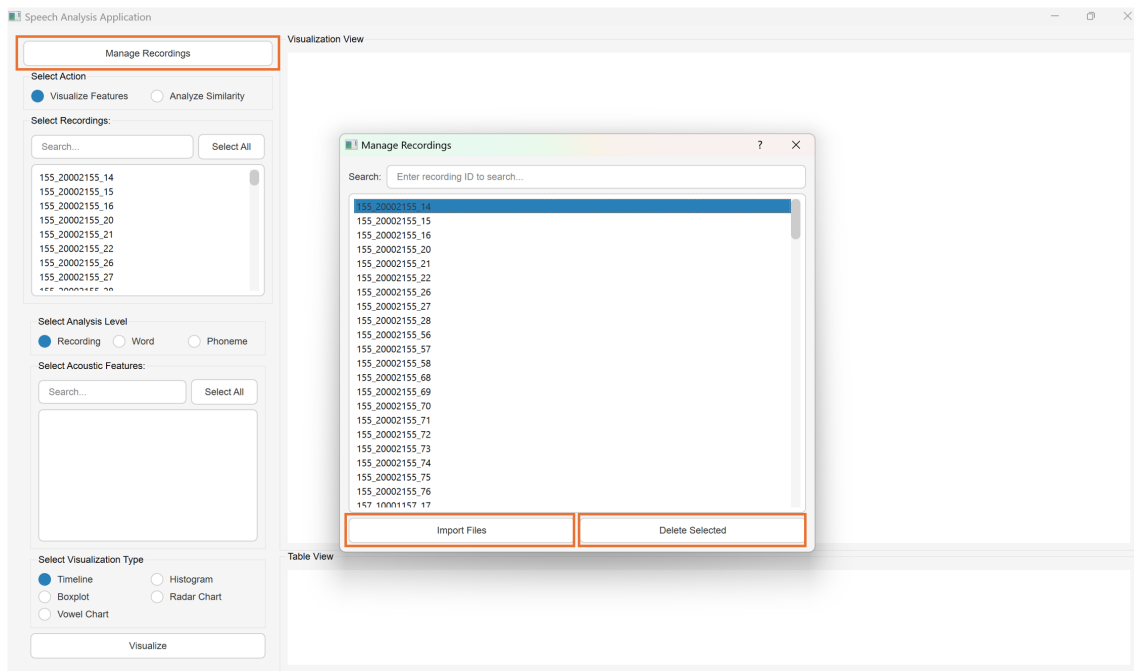 Speech Analysis Application
Manage Recordings
Select Action
Visualize Features
Analyze Similarity
Select Recordings:
Search...
Select All
155_20002155_14
155_20002155_15
155_20002155_16
155_20002155_20
155_20002155_21
155_20002155_22
155_20002155_26
155_20002155_27
155_20002155_28
Select Analysis Level
Recording
Word
Phoneme
Select Acoustic Features:
Search...
Select All
Select Visualization Type
Timeline
Histogram
Boxplot
Radar Chart
Vowel Chart
Visualize
Visualization View
Manage Recordings
?
Search:
Enter recording ID to search...
155_20002155_14
155_20002155_15
155_20002155_16
155_20002155_20
155_20002155_21
155_20002155_22
155_20002155_26
155_20002155_27
155_20002155_28
155_20002155_56
155_20002155_57
155_20002155_58
155_20002155_68
155_20002155_69
155_20002155_70
155_20002155_71
155_20002155_72
155_20002155_73
155_20002155_74
155_20002155_75
155_20002155_76
157_10001157_17
Import Files
Delete Selected
Table View